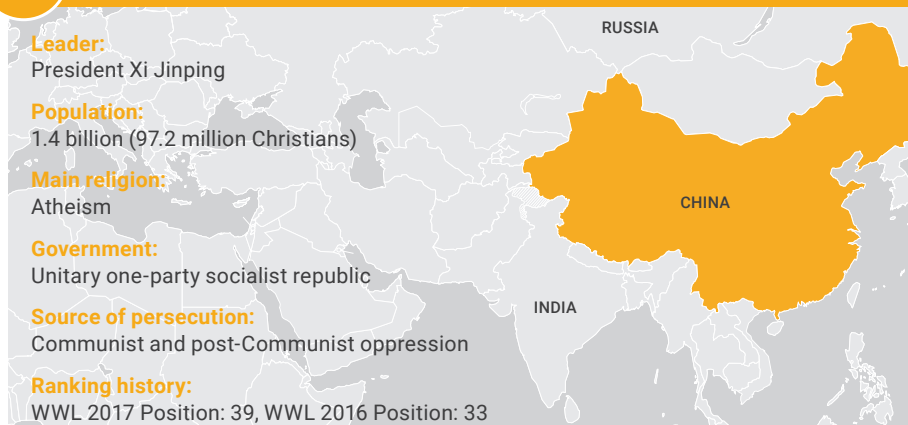 Leader:
President Xi Jinping
Population:
1.4 billion (97.2 million Christians)
Main religion:
Atheism
Government:
Unitary one-party socialist republic
Source of persecution:
Communist and post-Communist oppression
Ranking history:
WWL 2017 Position: 39, WWL 2016 Position: 33
RUSSIA
CHINA
INDIA